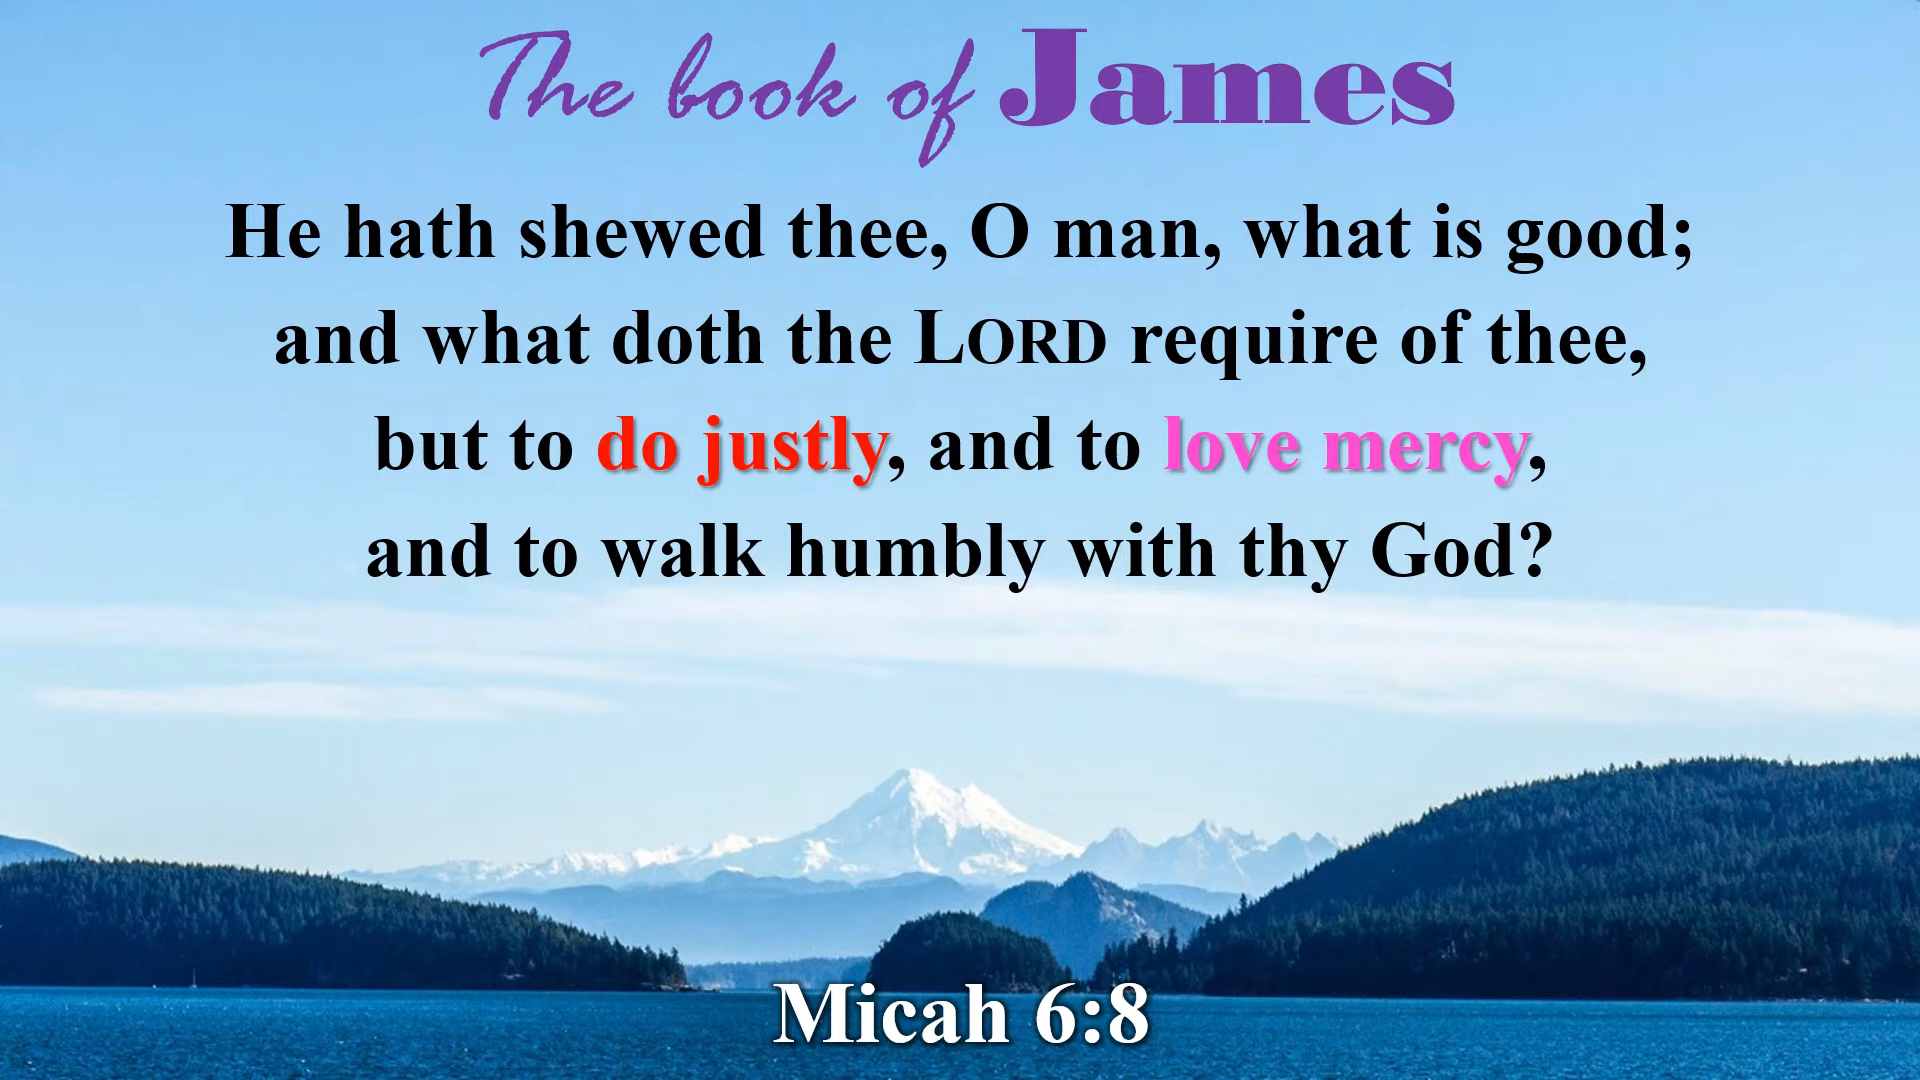 The book of James
He hath shewed thee, O man, what is good;
and what doth the LORD require of thee,
but to do justly, and to love mercy,
and to walk humbly with thy God?
Micah 6:8